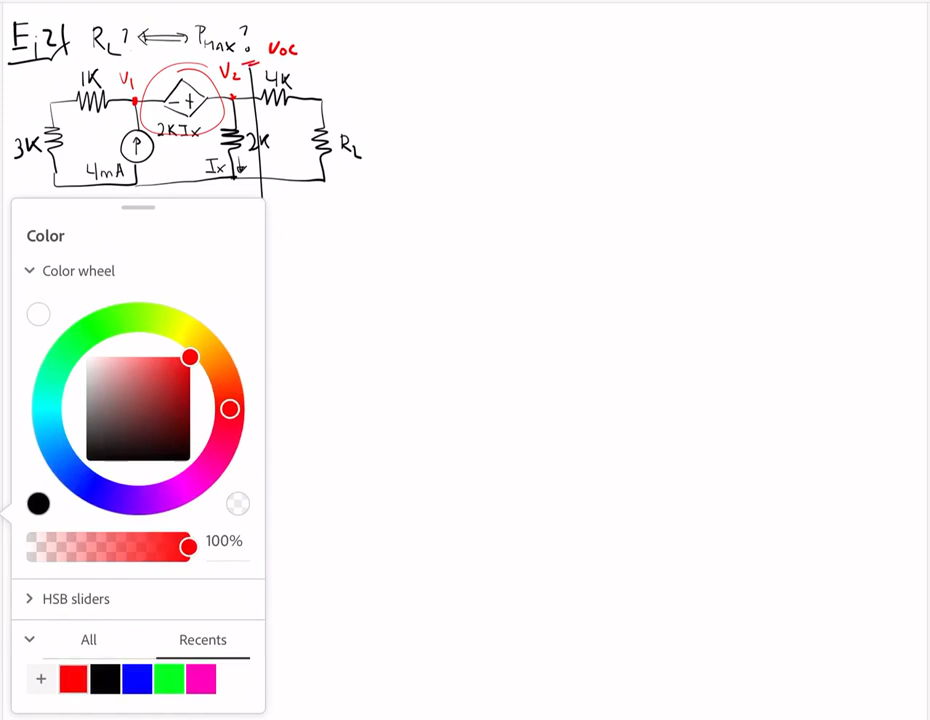 Ej2) RL? ⟺ PMAX? VOC
1K V1 V2 4K
3K 2KIx 2K RL
4mA Ix
- +
Color
Color wheel
100%
HSB sliders
All Recents
+